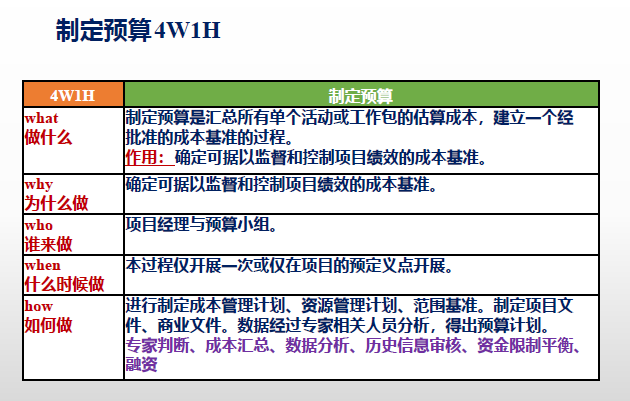 制定预算4W1H
4W1H
制定预算
what
做什么
制定预算是汇总所有单个活动或工作包的估算成本，建立一个经
批准的成本基准的过程。
作用：确定可据以监督和控制项目绩效的成本基准。
why
为什么做
确定可据以监督和控制项目绩效的成本基准。
who
谁来做
项目经理与预算小组。
when
什么时候做
本过程仅开展一次或仅在项目的预定义点开展。
how
如何做
进行制定成本管理计划、资源管理计划、范围基准。制定项目文
件、商业文件。数据经过专家相关人员分析，得出预算计划。
专家判断、成本汇总、数据分析、历史信息审核、资金限制平衡、
融资